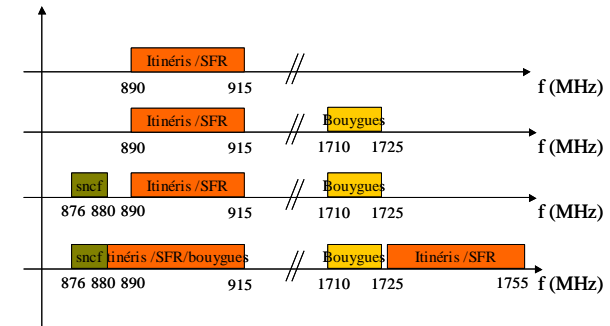 Itinéris /SFR
890 915 f (MHz)
Bouygues
Itinéris /SFR
890 915 1710 1725 f (MHz)
sncf Itinéris /SFR Bouygues
876 880 890 915 1710 1725 f (MHz)
sncf tinéris /SFR/bouygues Bouygues Itinéris /SFR
876 880 890 915 1710 1725 1755 f (MHz)